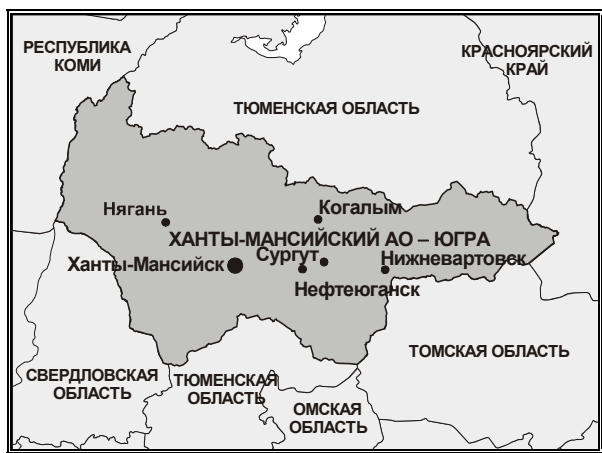 РЕСПУБЛИКА
КОМИ
КРАСНОЯРСКИЙ
КРАЙ
ТЮМЕНСКАЯ ОБЛАСТЬ
Нягань
Когалым
ХАНТЫ-МАНСИЙСКИЙ АО – ЮГРА
Ханты-Мансийск
Сургут
Нижневартовск
Нефтеюганск
ТОМСКАЯ ОБЛАСТЬ
СВЕРДЛОВСКАЯ
ОБЛАСТЬ
ТЮМЕНСКАЯ
ОБЛАСТЬ
ОМСКАЯ
ОБЛАСТЬ